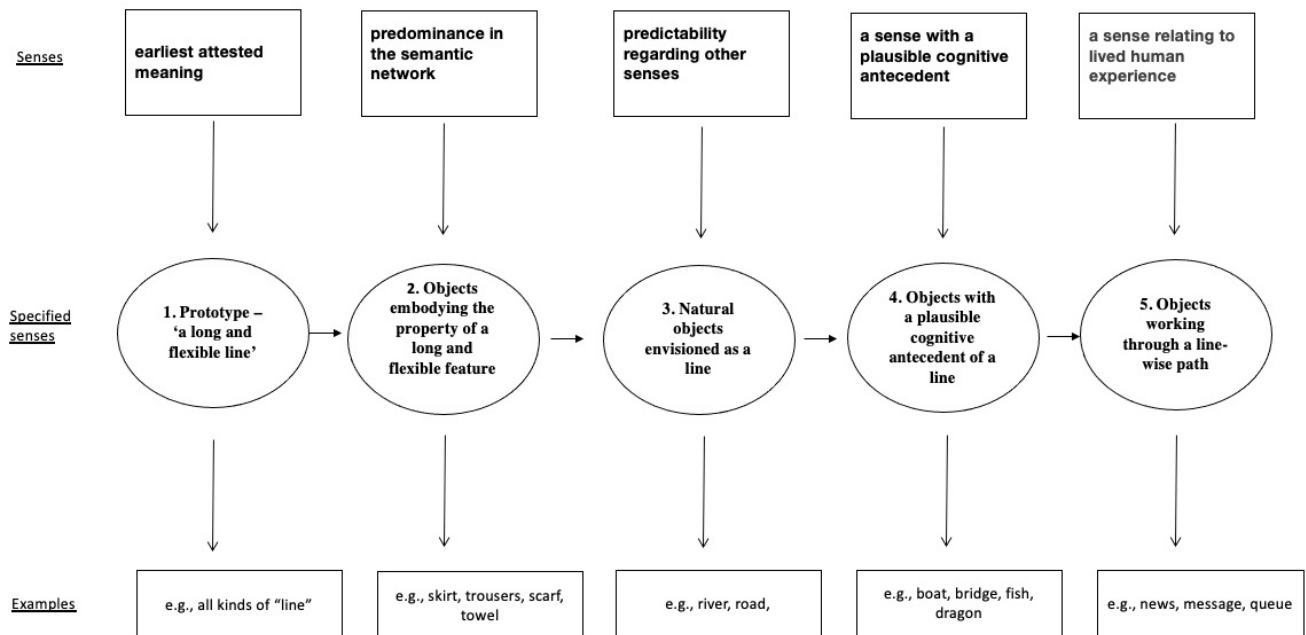 Senses
earliest attested
meaning
predominance in
the semantic
network
predictability
regarding other
senses
a sense with a
plausible cognitive
antecedent
a sense relating to
lived human
experience
Specified
senses
1. Prototype –
‘a long and
flexible line’
2. Objects
embodying the
property of a
long and
flexible feature
3. Natural
objects
envisioned as a
line
4. Objects with
a plausible
cognitive
antecedent of a
line
5. Objects
working
through a line-
wise path
Examples
e.g., all kinds of “line”
e.g., skirt, trousers, scarf,
towel
e.g., river, road,
e.g., boat, bridge, fish,
dragon
e.g., news, message, queue